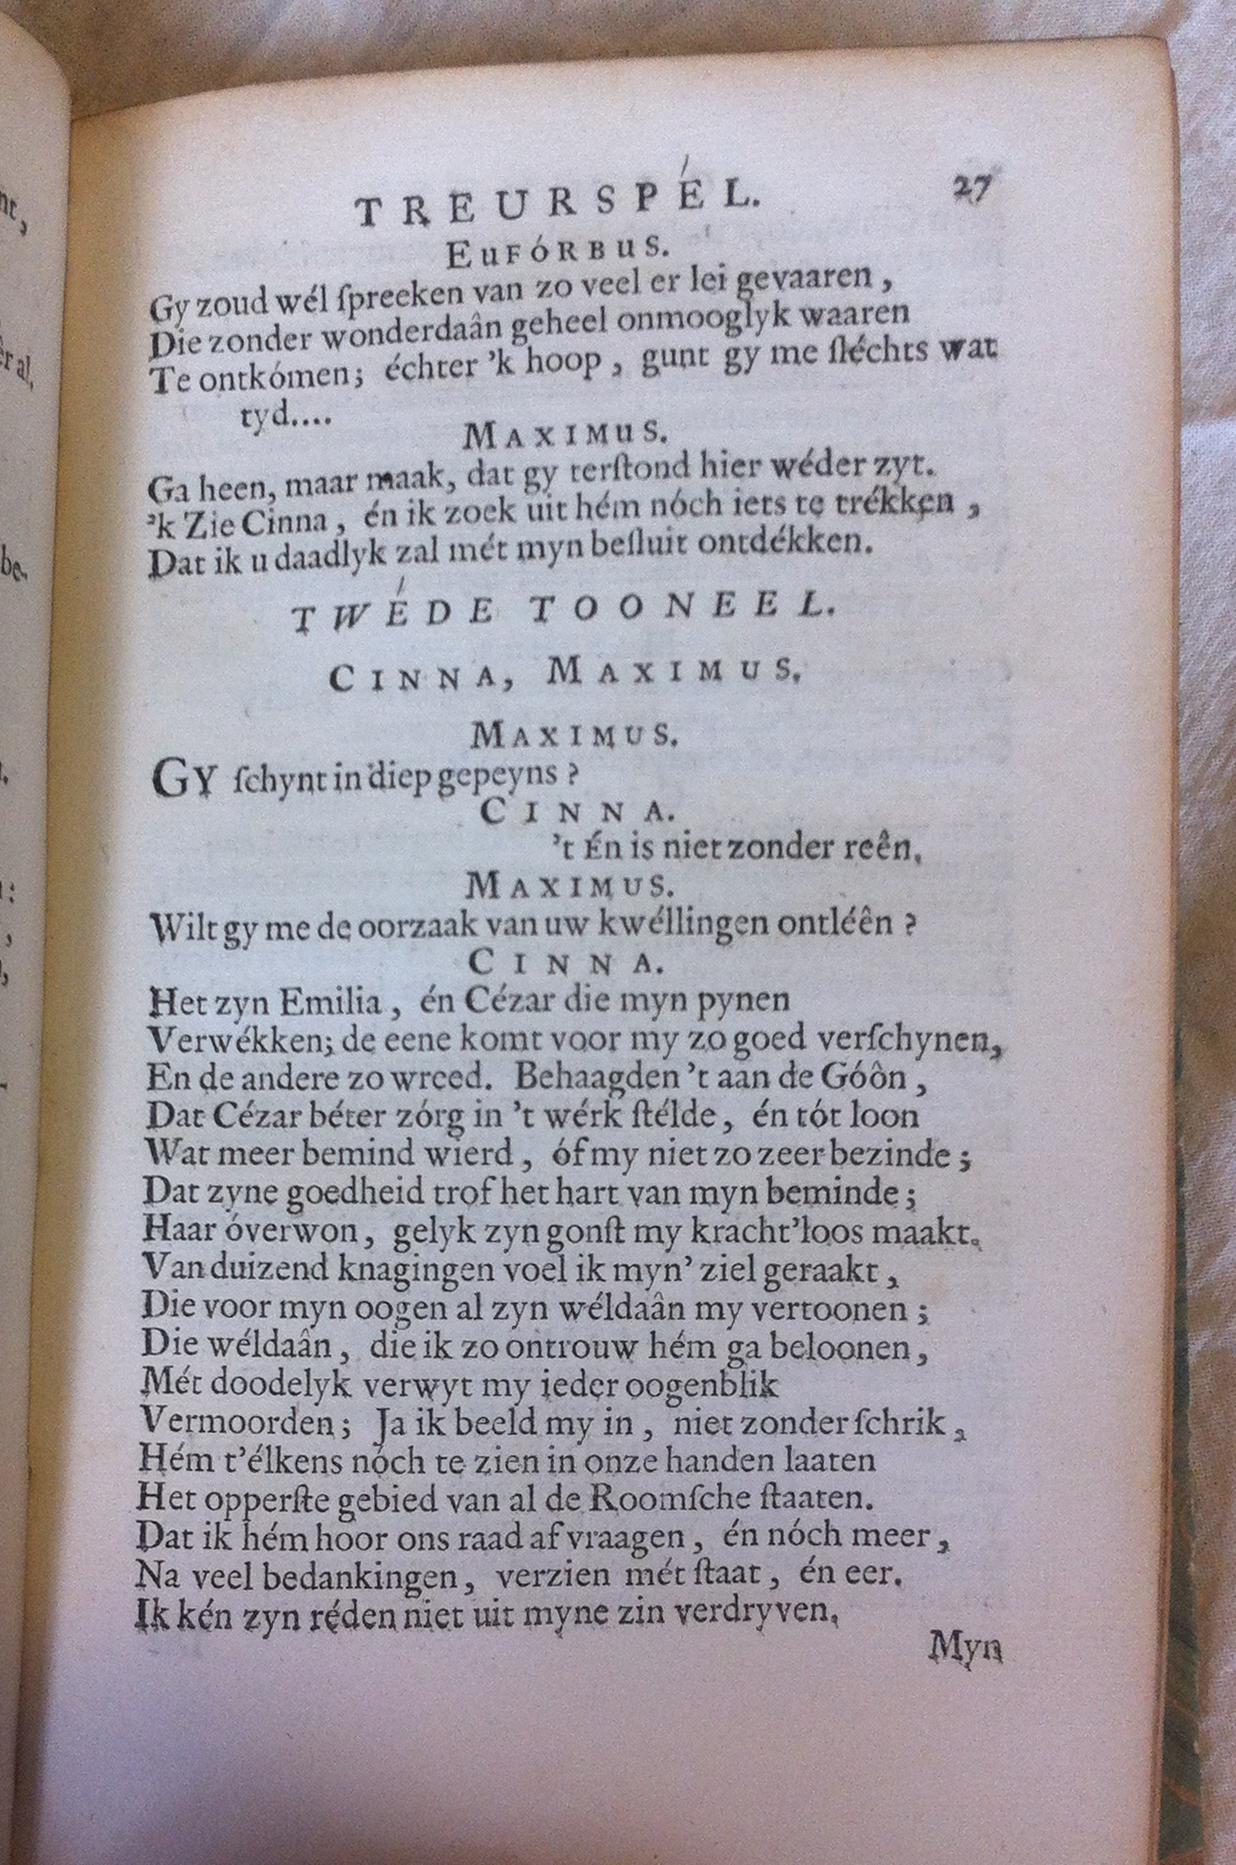 TREURSPÉL. 27
EUFÓRBUS.
Gy zoud wél ſpreeken van zo veel er lei gevaaren,
Die zonder wonderdaân geheel onmooglyk waaren
Te ontkómen; échter 'k hoop, gunt gy me ſléchts wat
tyd....
MAXIMUS.
Ga heen, maar maak, dat gy terſtond hier wéder zyt.
'k Zie Cinna, én ik zoek uit hém nóch iets te trékken,
Dat ik u daadlyk zal mét myn beſluit ontdékken.
TWÉDE TOONEEL.
CINNA, MAXIMUS.
MAXIMUS.
GY ſchynt in diep gepeyns?
CINNA.
't Én is niet zonder reên.
MAXIMUS.
Wilt gy me de oorzaak van uw kwéllingen ontléên?
CINNA.
Het zyn Emilia, én Cézar die myn pynen
Verwékken; de eene komt voor my zo goed verſchynen,
En de andere zo wreed. Behaagden 't aan de Góôn,
Dat Cézar béter zórg in 't wérk ſtélde, én tót loon
Wat meer bemind wierd, óf my niet zo zeer bezinde;
Dat zyne goedheid trof het hart van myn beminde;
Haar óverwon, gelyk zyn gonſt my kracht'loos maakt.
Van duizend knagingen voel ik myn' ziel geraakt,
Die voor myn oogen al zyn wéldaân my vertoonen;
Die wéldaân, die ik zo ontrouw hém ga beloonen,
Mét doodelyk verwyt my ieder oogenblik
Vermoorden; Ja ik beeld my in, niet zonder ſchrik,
Hém t'élkens nóch te zien in onze handen laaten
Het opperſte gebied van al de Roomſche ſtaaten.
Dat ik hém hoor ons raad af vraagen, én nóch meer,
Na veel bedankingen, verzien mét ſtaat, én eer.
Ik kén zyn réden niet uit myne zin verdryven,
Myn